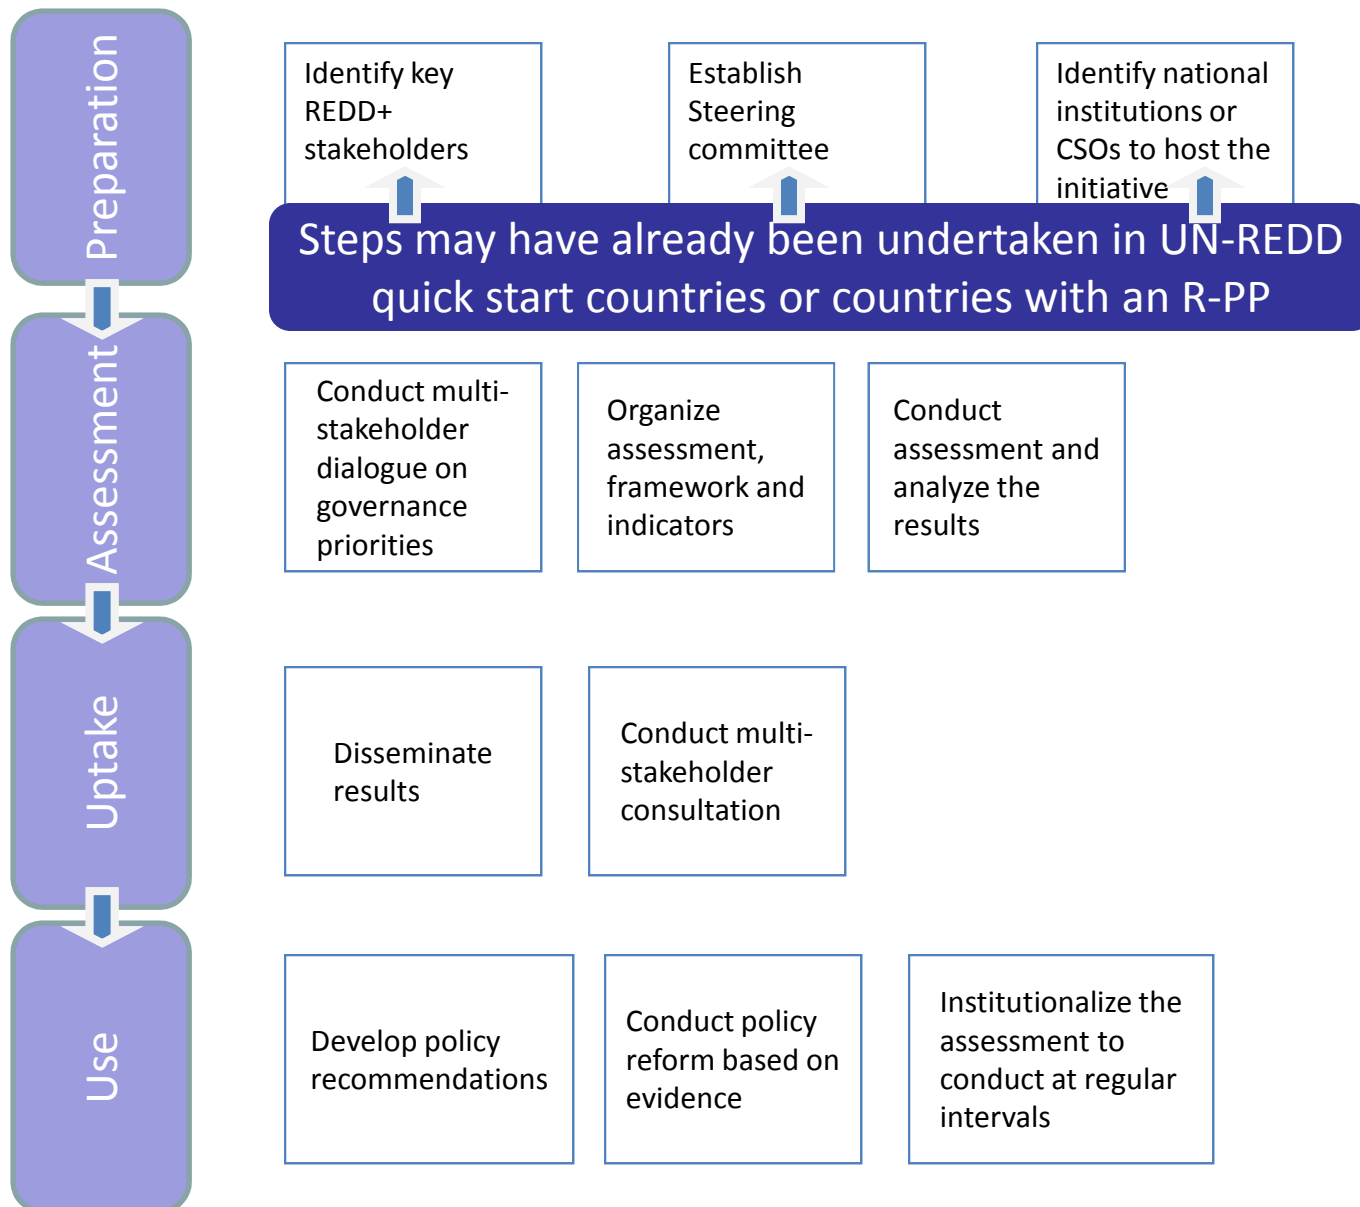 Preparation
Identify key
REDD+
stakeholders
Establish
Steering
committee
Identify national
institutions or
CSOs to host the
initiative
Steps may have already been undertaken in UN-REDD
quick start countries or countries with an R-PP
Assessment
Conduct multi-
stakeholder
dialogue on
governance
priorities
Organize
assessment,
framework and
indicators
Conduct
assessment and
analyze the
results
Uptake
Disseminate
results
Conduct multi-
stakeholder
consultation
Use
Develop policy
recommendations
Conduct policy
reform based on
evidence
Institutionalize the
assessment to
conduct at regular
intervals